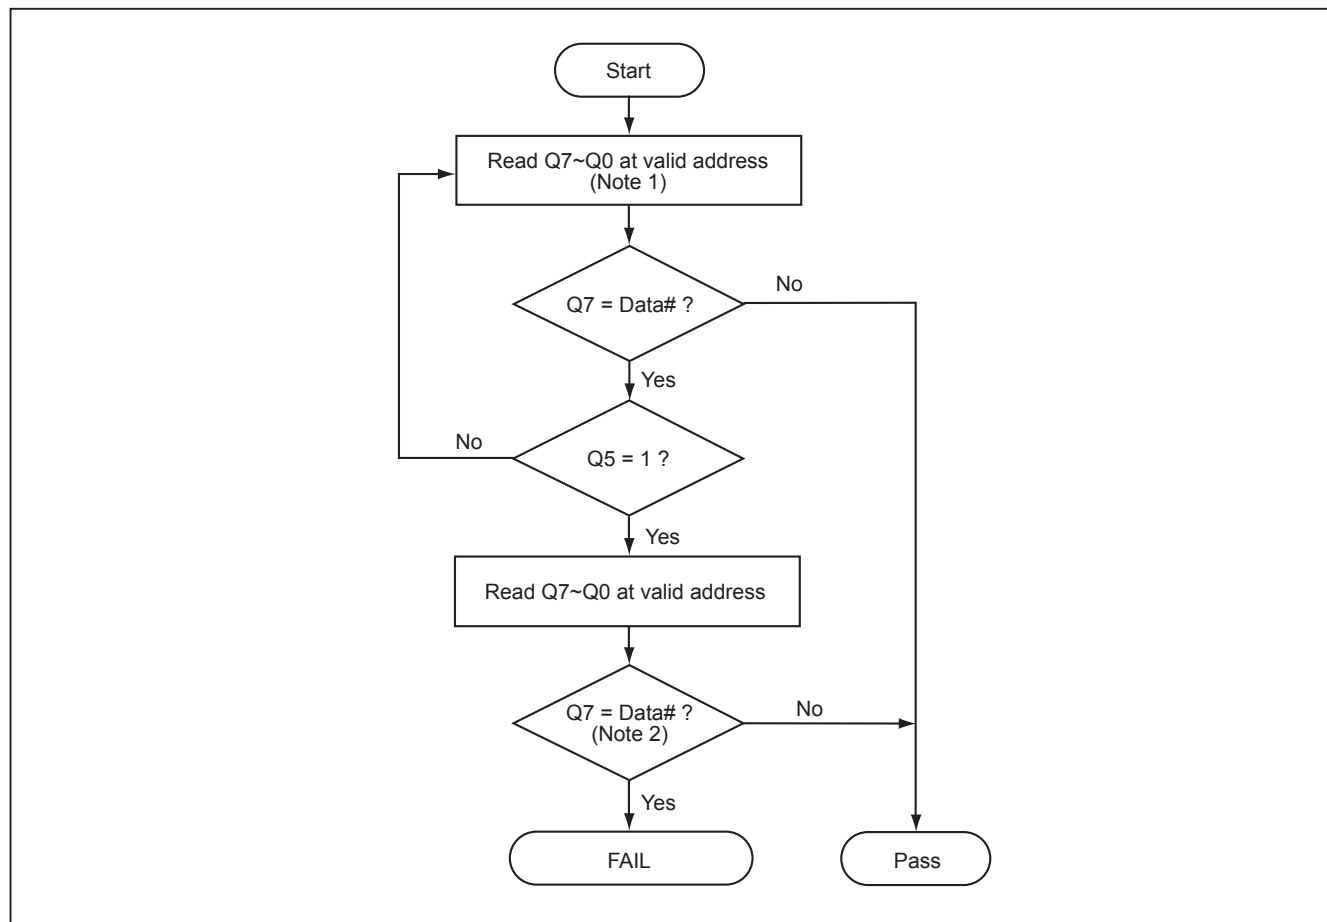 Start
Read Q7~Q0 at valid address
(Note 1)
No
Q7 = Data# ?
Yes
No
Q5 = 1 ?
Yes
Read Q7~Q0 at valid address
Q7 = Data# ?
(Note 2)
No
Yes
FAIL
Pass